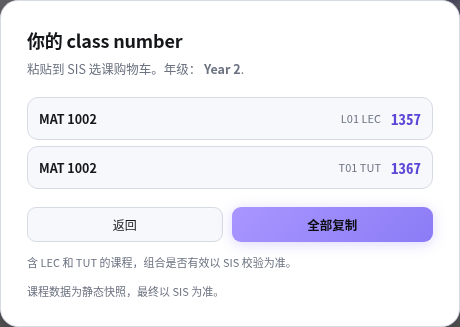 你的 class number
粘贴到 SIS 选课购物车。年级： Year 2.
MAT 1002 L01 LEC 1357
MAT 1002 T01 TUT 1367
返回 全部复制
含 LEC 和 TUT 的课程，组合是否有效以 SIS 校验为准。
课程数据为静态快照，最终以 SIS 为准。